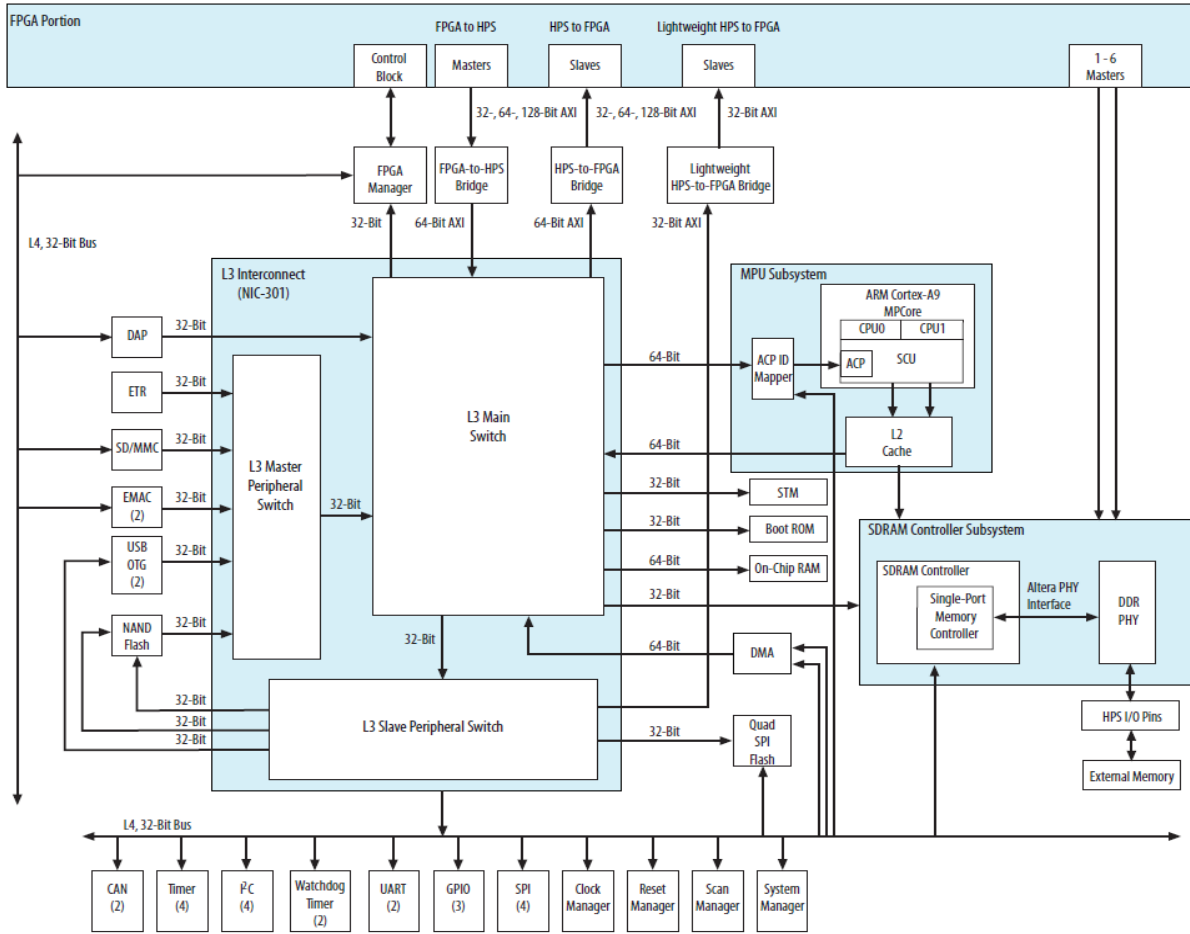 FPGA Portion
FPGA to HPS
HPS to FPGA
Lightweight HPS to FPGA
Control
Block
Masters
Slaves
Slaves
1 - 6
Masters
32-, 64-, 128-Bit AXI
32-, 64-, 128-Bit AXI
32-Bit AXI
FPGA
Manager
FPGA-to-HPS
Bridge
HPS-to-FPGA
Bridge
Lightweight
HPS-to-FPGA Bridge
32-Bit
64-Bit AXI
64-Bit AXI
32-Bit AXI
L4, 32-Bit Bus
L3 Interconnect
(NIC-301)
MPU Subsystem
ARM Cortex-A9
MPCore
CPU0
CPU1
ACP
SCU
ACP ID
Mapper
L2
Cache
DAP
32-Bit
ETR
32-Bit
SD/MMC
32-Bit
EMAC
(2)
32-Bit
USB
OTG
(2)
32-Bit
NAND
Flash
32-Bit
L3 Master
Peripheral
Switch
32-Bit
L3 Main
Switch
64-Bit
64-Bit
32-Bit
STM
32-Bit
Boot ROM
64-Bit
On-Chip RAM
32-Bit
64-Bit
DMA
SDRAM Controller Subsystem
SDRAM Controller
Single-Port
Memory
Controller
Altera PHY
Interface
DDR
PHY
HPS I/O Pins
External Memory
32-Bit
32-Bit
32-Bit
32-Bit
L3 Slave Peripheral Switch
32-Bit
Quad
SPI
Flash
L4, 32-Bit Bus
CAN
(2)
Timer
(4)
I²C
(4)
Watchdog
Timer
(2)
UART
(2)
GPIO
(3)
SPI
(4)
Clock
Manager
Reset
Manager
Scan
Manager
System
Manager